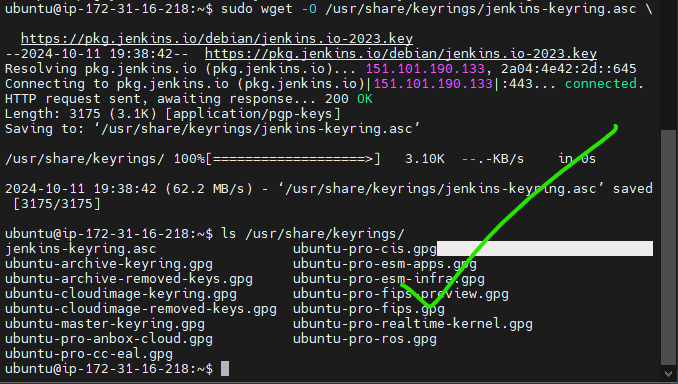 ubuntu@ip-172-31-16-218:~$ sudo wget -O /usr/share/keyrings/jenkins-keyring.asc \
https://pkg.jenkins.io/debian/jenkins.io-2023.key
--2024-10-11 19:38:42-- https://pkg.jenkins.io/debian/jenkins.io-2023.key
Resolving pkg.jenkins.io (pkg.jenkins.io)... 151.101.190.133, 2a04:4e42:2d::645
Connecting to pkg.jenkins.io (pkg.jenkins.io)|151.101.190.133|:443... connected.
HTTP request sent, awaiting response... 200 OK
Length: 3175 (3.1K) [application/pgp-keys]
Saving to: ‘/usr/share/keyrings/jenkins-keyring.asc’
/usr/share/keyrings/ 100%[===================>] 3.10K --.-KB/s in 0s
2024-10-11 19:38:42 (62.2 MB/s) - ‘/usr/share/keyrings/jenkins-keyring.asc’ saved
[3175/3175]
ubuntu@ip-172-31-16-218:~$ ls /usr/share/keyrings/
jenkins-keyring.asc ubuntu-pro-cis.gpg
ubuntu-archive-keyring.gpg ubuntu-pro-esm-apps.gpg
ubuntu-archive-removed-keys.gpg ubuntu-pro-esm-infra.gpg
ubuntu-cloudimage-keyring.gpg ubuntu-pro-fips-preview.gpg
ubuntu-cloudimage-removed-keys.gpg ubuntu-pro-fips.gpg
ubuntu-master-keyring.gpg ubuntu-pro-realtime-kernel.gpg
ubuntu-pro-anbox-cloud.gpg ubuntu-pro-ros.gpg
ubuntu-pro-cc-eal.gpg
ubuntu@ip-172-31-16-218:~$